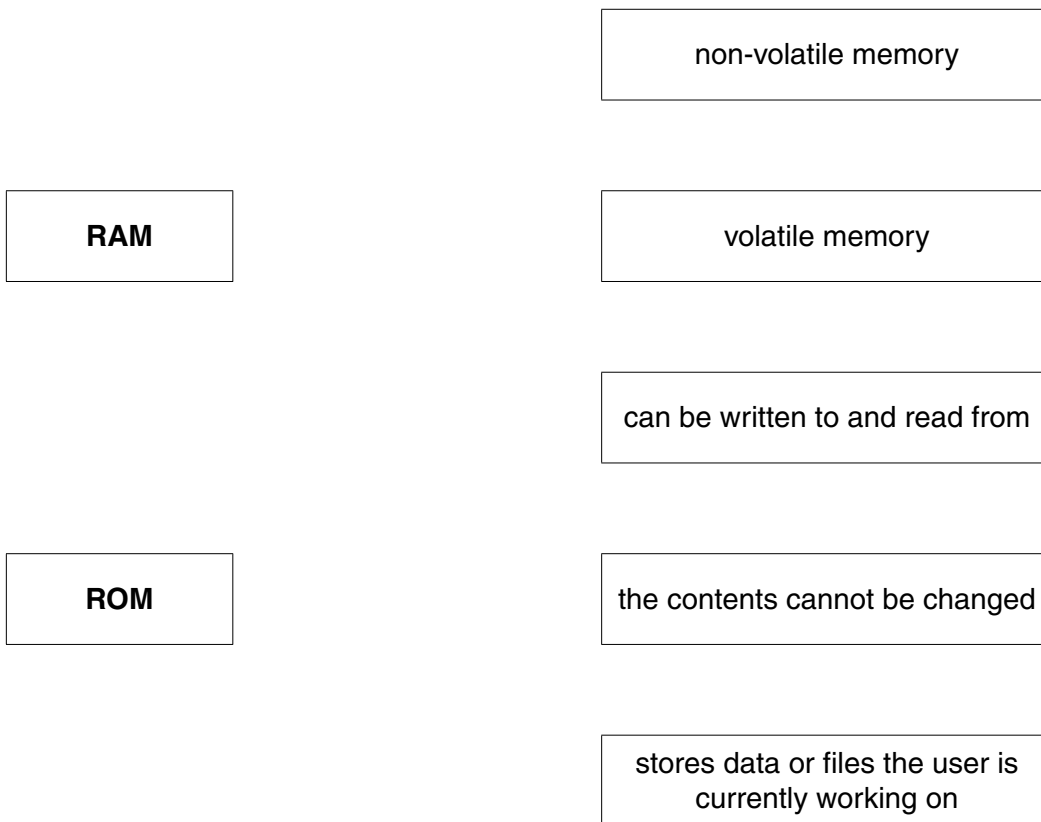 non-volatile memory
RAM
volatile memory
can be written to and read from
ROM
the contents cannot be changed
stores data or files the user is
currently working on